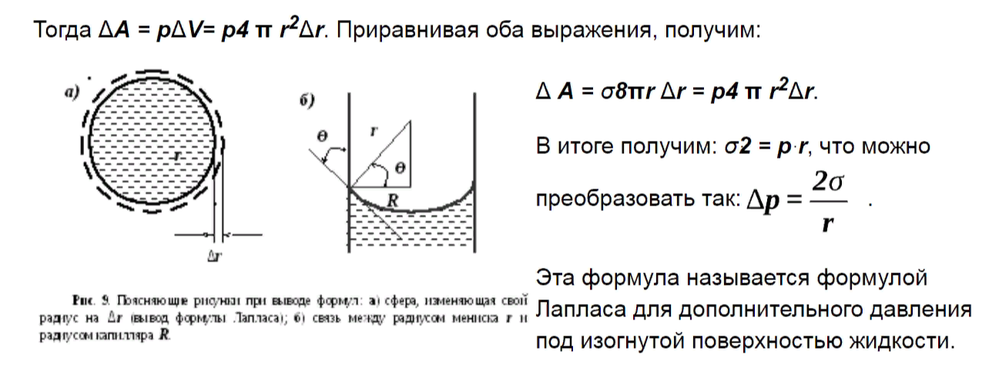 Тогда ΔA = pΔV= p4 π r²Δr. Приравнивая оба выражения, получим:
а)
r
Δr
б)
θ
r
θ
R
Рис. 9. Поясняющие рисунки при выводе формул: а) сфера, изменяющая свой
радиус на Δr (вывод формулы Лапласа); б) связь между радиусом мениска r и
радиусом капилляра R.
Δ A = σ8πr Δr = p4 π r²Δr.
В итоге получим: σ2 = p·r, что можно
преобразовать так: Δp = 2σ/r .
Эта формула называется формулой
Лапласа для дополнительного давления
под изогнутой поверхностью жидкости.